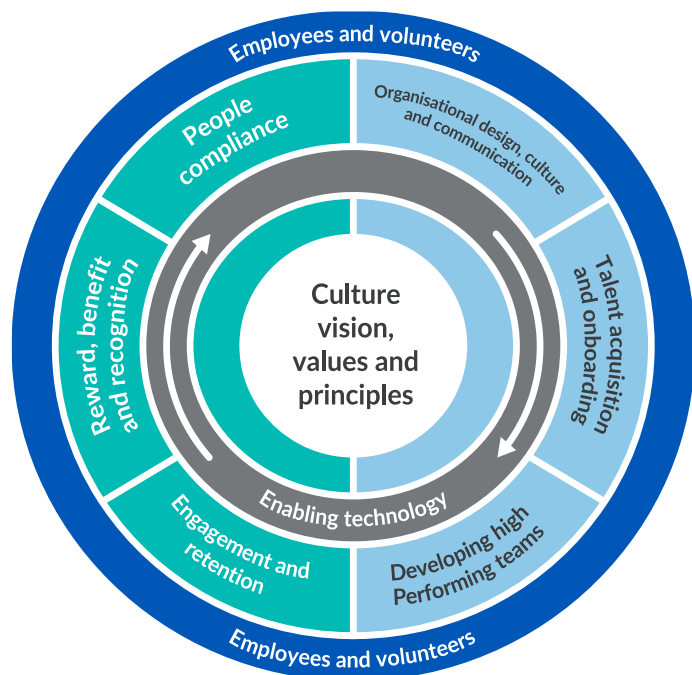 Employees and volunteers
People
compliance
Organisational design, culture
and communication
Reward, benefit
and recognition
Talent acquisition
and onboarding
Culture
vision,
values and
principles
Enabling technology
Engagement and
retention
Developing high
Performing teams
Employees and volunteers